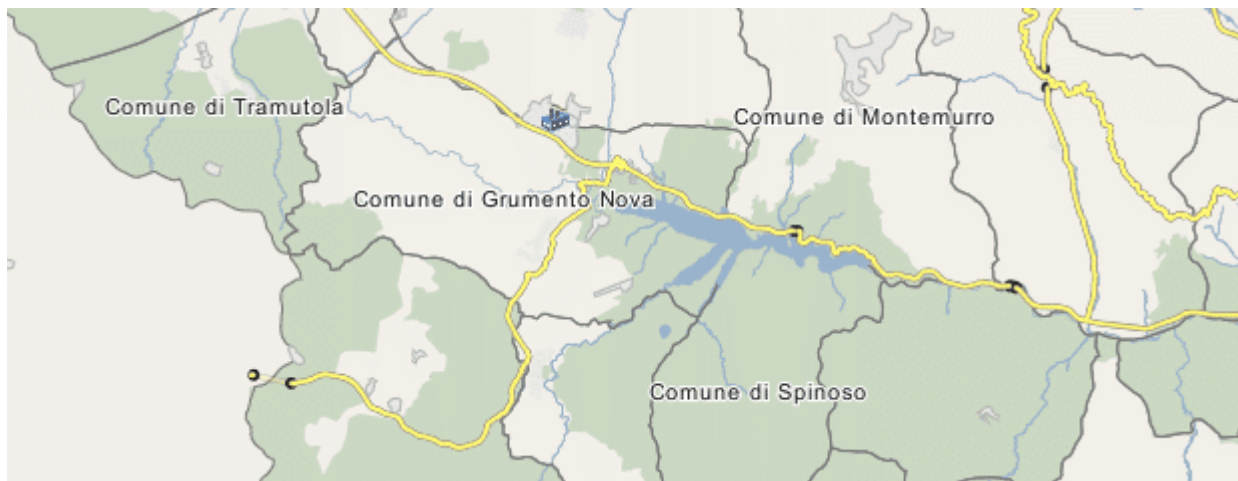 Comune di Tramutola
Comune di Montemurro
Comune di Grumento Nova
Comune di Spinoso